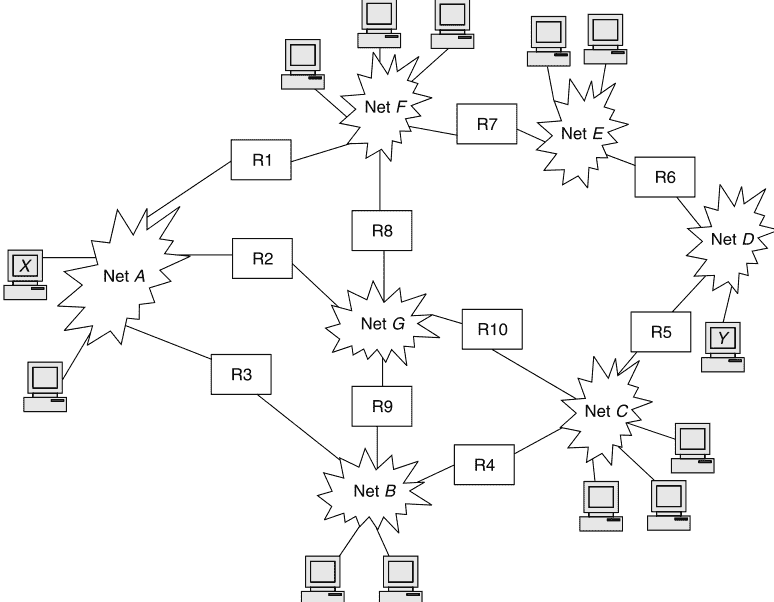 Net F
R7
Net E
R1
R6
R8
Net D
X
Net A
R2
Net G
R10
R5
Y
R3
R9
Net C
R4
Net B